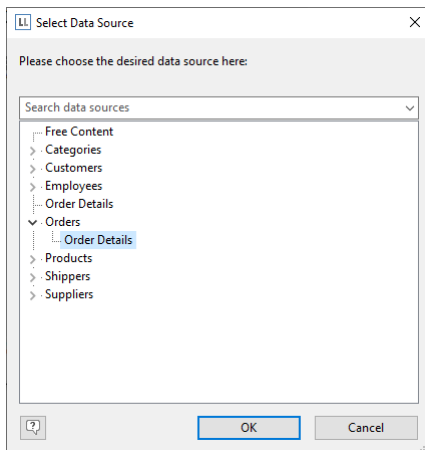 LL Select Data Source
Please choose the desired data source here:
Search data sources
Free Content
Categories
Customers
Employees
Order Details
Orders
Order Details
Products
Shippers
Suppliers
?
OK Cancel